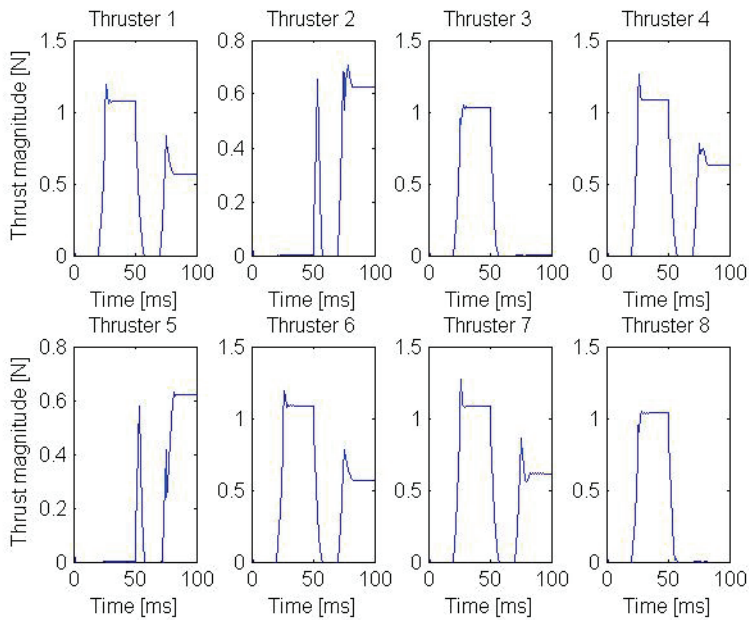 Thruster 1
Thruster 2
Thruster 3
Thruster 4
Thrust magnitude [N]
1.5
1
0.5
0
0 50 100
Time [ms]
0.8
0.6
0.4
0.2
0
0 50 100
Time [ms]
1.5
1
0.5
0
0 50 100
Time [ms]
1.5
1
0.5
0
0 50 100
Time [ms]
Thruster 5
Thruster 6
Thruster 7
Thruster 8
Thrust magnitude [N]
0.8
0.6
0.4
0.2
0
0 50 100
Time [ms]
1.5
1
0.5
0
0 50 100
Time [ms]
1.5
1
0.5
0
0 50 100
Time [ms]
1.5
1
0.5
0
0 50 100
Time [ms]